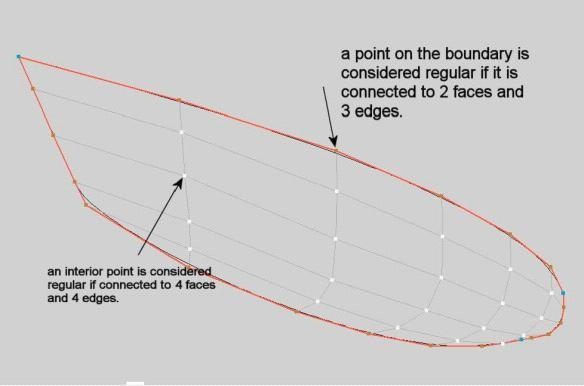 a point on the boundary is
considered regular if it is
connected to 2 faces and
3 edges.
an interior point is considered
regular if connected to 4 faces
and 4 edges.